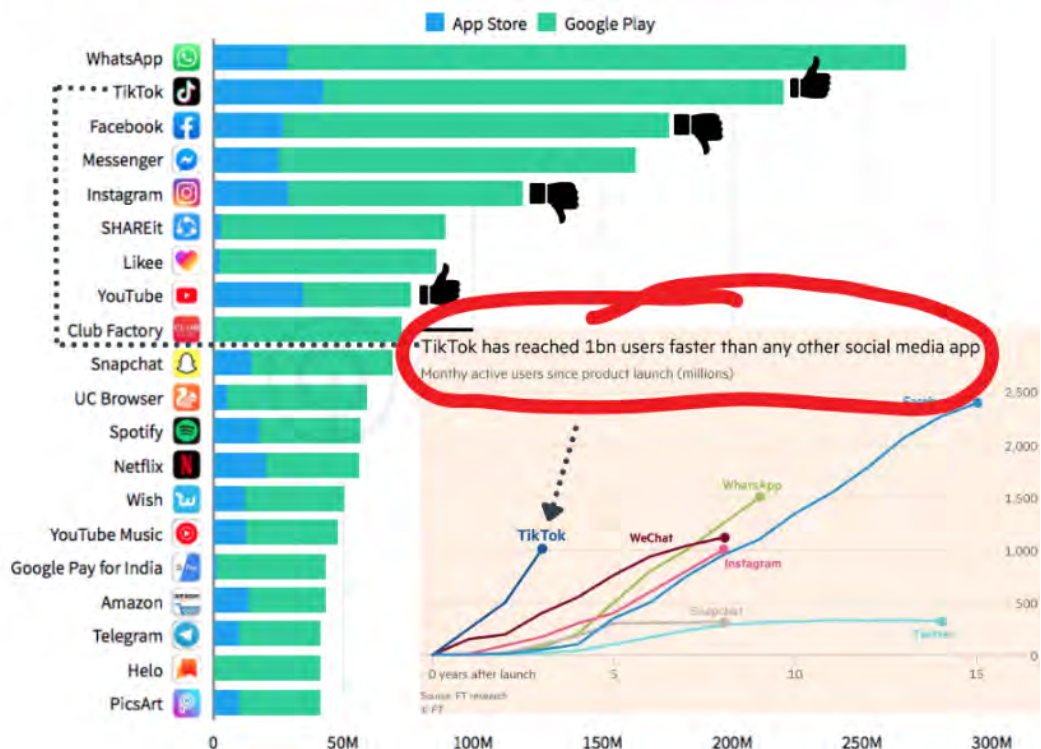 App Store Google Play
WhatsApp
TikTok
Facebook
Messenger
Instagram
SHAREit
Likee
YouTube
Club Factory
Snapchat
UC Browser
Spotify
Netflix
Wish
YouTube Music
Google Pay for India
Amazon
Telegram
Helo
PicsArt
0 50M 100M 150M 200M 250M 300M
TikTok has reached 1bn users faster than any other social media app
Monthy active users since product launch (millions)
2,500
2,000
WhatsApp
1,500
TikTok
WeChat
1,000
Instagram
Snapchat
500
Twitter
0
0 years after launch 5 10 15
Source: FT research
© FT